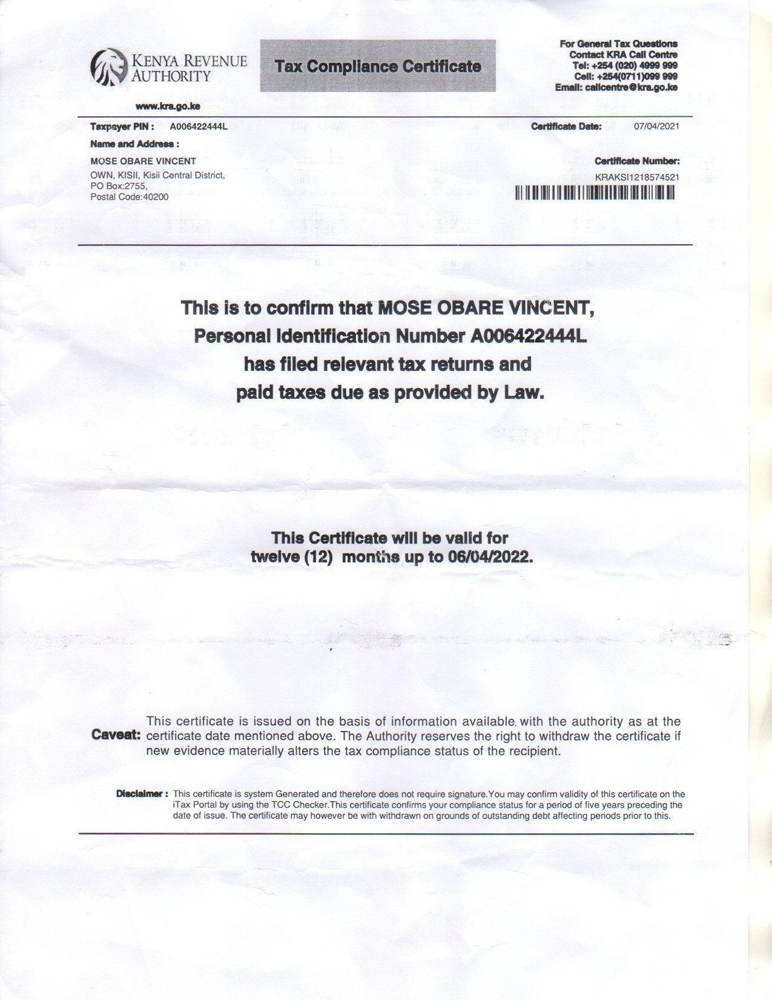 KENYA REVENUE
AUTHORITY
www.kra.go.ke
Tax Compliance Certificate
For General Tax Questions
Contact KRA Call Centre
Tel: +254 (020) 4999 999
Cell: +254(0711)099 999
Email: callcentre@kra.go.ke
Taxpayer PIN : A006422444L
Certificate Date: 07/04/2021
Name and Address :
MOSE OBARE VINCENT
OWN, KISII, Kisii Central District,
PO Box:2755,
Postal Code:40200
Certificate Number:
KRAKSI1218574521
This is to confirm that MOSE OBARE VINCENT,
Personal Identification Number A006422444L
has filed relevant tax returns and
paid taxes due as provided by Law.
This Certificate will be valid for
twelve (12) months up to 06/04/2022.
Caveat: This certificate is issued on the basis of information available with the authority as at the
certificate date mentioned above. The Authority reserves the right to withdraw the certificate if
new evidence materially alters the tax compliance status of the recipient.
Disclaimer : This certificate is system Generated and therefore does not require signature.You may confirm validity of this certificate on the
iTax Portal by using the TCC Checker.This certificate confirms your compliance status for a period of five years preceding the
date of issue. The certificate may however be with withdrawn on grounds of outstanding debt affecting periods prior to this.